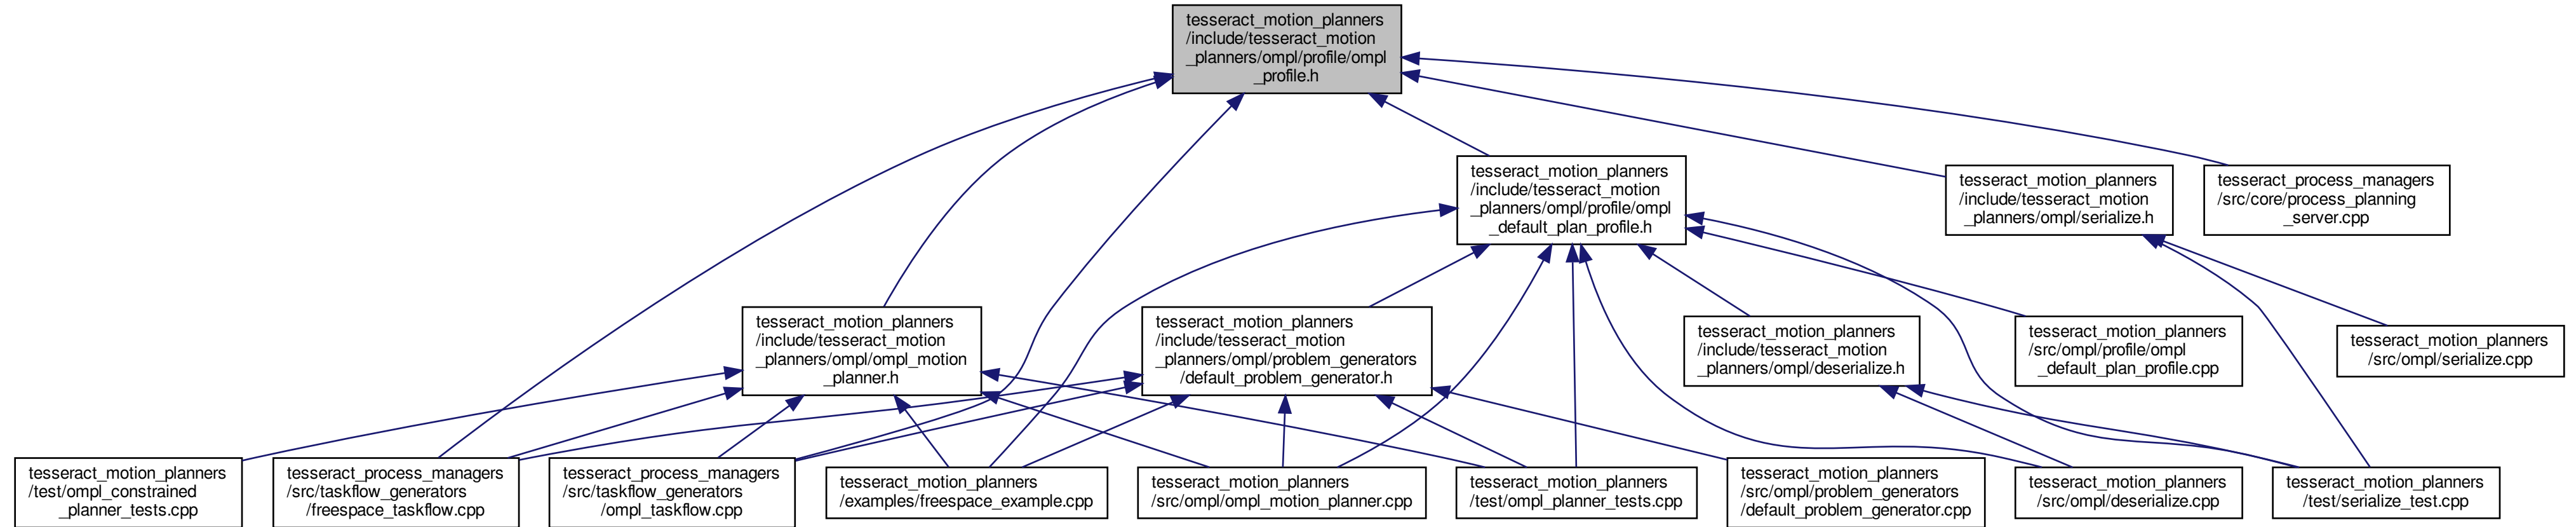 tesseract_motion_planners
/include/tesseract_motion
_planners/ompl/profile/ompl
_profile.h
tesseract_motion_planners
/include/tesseract_motion
_planners/ompl/profile/ompl
_default_plan_profile.h
tesseract_motion_planners
/include/tesseract_motion
_planners/ompl/serialize.h
tesseract_process_managers
/src/core/process_planning
_server.cpp
tesseract_motion_planners
/include/tesseract_motion
_planners/ompl/ompl_motion
_planner.h
tesseract_motion_planners
/include/tesseract_motion
_planners/ompl/problem_generators
/default_problem_generator.h
tesseract_motion_planners
/include/tesseract_motion
_planners/ompl/deserialize.h
tesseract_motion_planners
/src/ompl/profile/ompl
_default_plan_profile.cpp
tesseract_motion_planners
/src/ompl/serialize.cpp
tesseract_motion_planners
/test/ompl_constrained
_planner_tests.cpp
tesseract_process_managers
/src/taskflow_generators
/freespace_taskflow.cpp
tesseract_process_managers
/src/taskflow_generators
/ompl_taskflow.cpp
tesseract_motion_planners
/examples/freespace_example.cpp
tesseract_motion_planners
/src/ompl/ompl_motion_planner.cpp
tesseract_motion_planners
/test/ompl_planner_tests.cpp
tesseract_motion_planners
/src/ompl/problem_generators
/default_problem_generator.cpp
tesseract_motion_planners
/src/ompl/deserialize.cpp
tesseract_motion_planners
/test/serialize_test.cpp